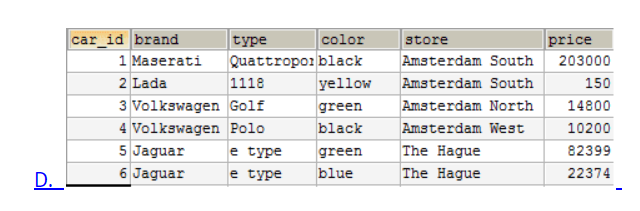 car_id brand type color store price
1 Maserati Quattropor black Amsterdam South 203000
2 Lada 1118 yellow Amsterdam South 150
3 Volkswagen Golf green Amsterdam North 14800
4 Volkswagen Polo black Amsterdam West 10200
5 Jaguar e type green The Hague 82399
D. 6 Jaguar e type blue The Hague 22374